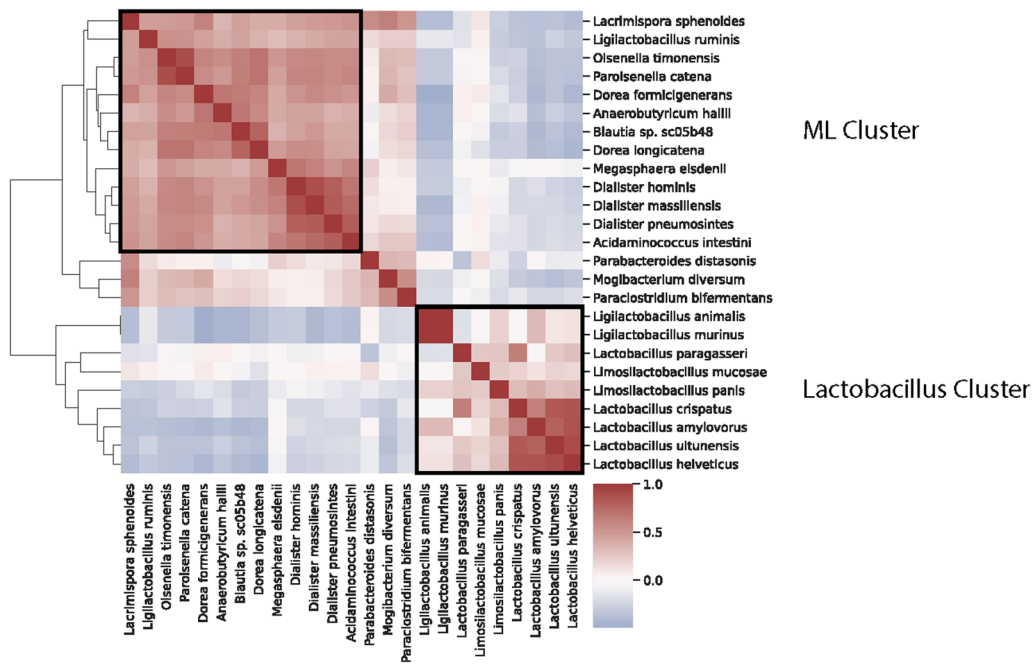 Lacrimispora sphenoides
Ligilactobacillus ruminis
Olsenella timonensis
Parolsenella catena
Dorea formicigenerans
Anaerobutyricum hallii
Blautia sp. sc05b48
Dorea longicatena
Megasphaera elsdenii
Dialister hominis
Dialister massiliensis
Dialister pneumosintes
Acidaminococcus intestini
Parabacteroides distasonis
Mogibacterium diversum
Paraclostridium bifermentans
Ligilactobacillus animalis
Ligilactobacillus murinus
Lactobacillus paragasseri
Limosilactobacillus mucosae
Limosilactobacillus panis
Lactobacillus crispatus
Lactobacillus amylovorus
Lactobacillus ultunensis
Lactobacillus helveticus
ML Cluster
Lactobacillus Cluster
Lacrimispora sphenoides
Ligilactobacillus ruminis
Olsenella timonensis
Parolsenella catena
Dorea formicigenerans
Anaerobutyricum hallii
Blautia sp. sc05b48
Dorea longicatena
Megasphaera elsdenii
Dialister hominis
Dialister massiliensis
Dialister pneumosintes
Acidaminococcus intestini
Parabacteroides distasonis
Mogibacterium diversum
Paraclostridium bifermentans
Ligilactobacillus animalis
Ligilactobacillus murinus
Lactobacillus paragasseri
Limosilactobacillus mucosae
Limosilactobacillus panis
Lactobacillus crispatus
Lactobacillus amylovorus
Lactobacillus ultunensis
Lactobacillus helveticus
1.0
0.5
0.0